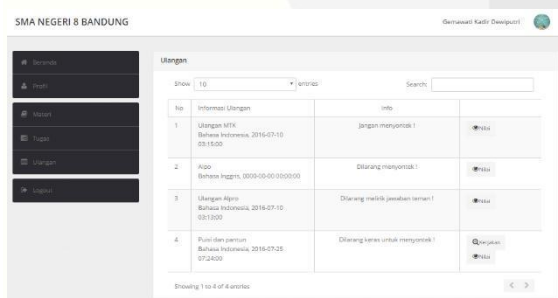 SMA NEGERI 8 BANDUNG
Gernawati Kadir Dewiputri
Beranda
Profil
Materi
Tugas
Ulangan
Logout
Ulangan
Show 10 entries
Search:
No Informasi Ulangan Info
1 Ulangan MTK Jangan menyontek ! Nilai
Bahasa Indonesia, 2016-07-10
03:15:00
2 Alpo Dilarang menyontek ! Nilai
Bahasa Inggris, 0000-00-00 00:00:00
3 Ulangan Alpro Dilarang melirik jawaban teman ! Nilai
Bahasa Indonesia, 2016-07-10
03:13:00
4 Puisi dan pantun Dilarang keras untuk menyontek ! Kerjakan
Bahasa Indonesia, 2016-07-25 Nilai
07:24:00
Showing 1 to 4 of 4 entries